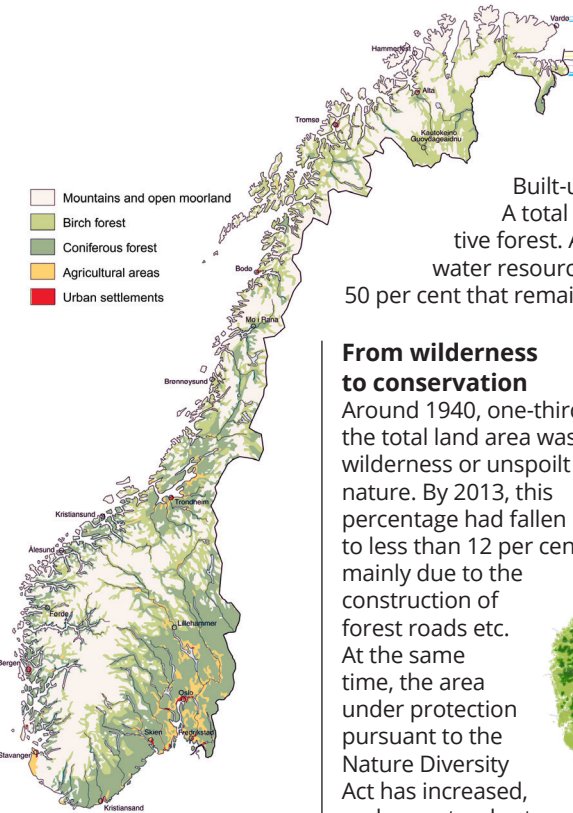 Vardø
Hammerfest
Alta
Tromsø
Kautokeino
Guovdageaidnu
Mountains and open moorland
Birch forest
Coniferous forest
Agricultural areas
Urban settlements
Bodø
Mo i Rana
Brønnøysund
Trondheim
Kristiansund
Ålesund
Førde
Lillehammer
Bergen
Oslo
Skien
Fredrikstad
Stavanger
Kristiansand
Built-u
A total
tive forest. A
water resourc
50 per cent that remai
From wilderness
to conservation
Around 1940, one-third
the total land area was
wilderness or unspoilt
nature. By 2013, this
percentage had fallen
to less than 12 per cen
mainly due to the
construction of
forest roads etc.
At the same
time, the area
under protection
pursuant to the
Nature Diversity
Act has increased,